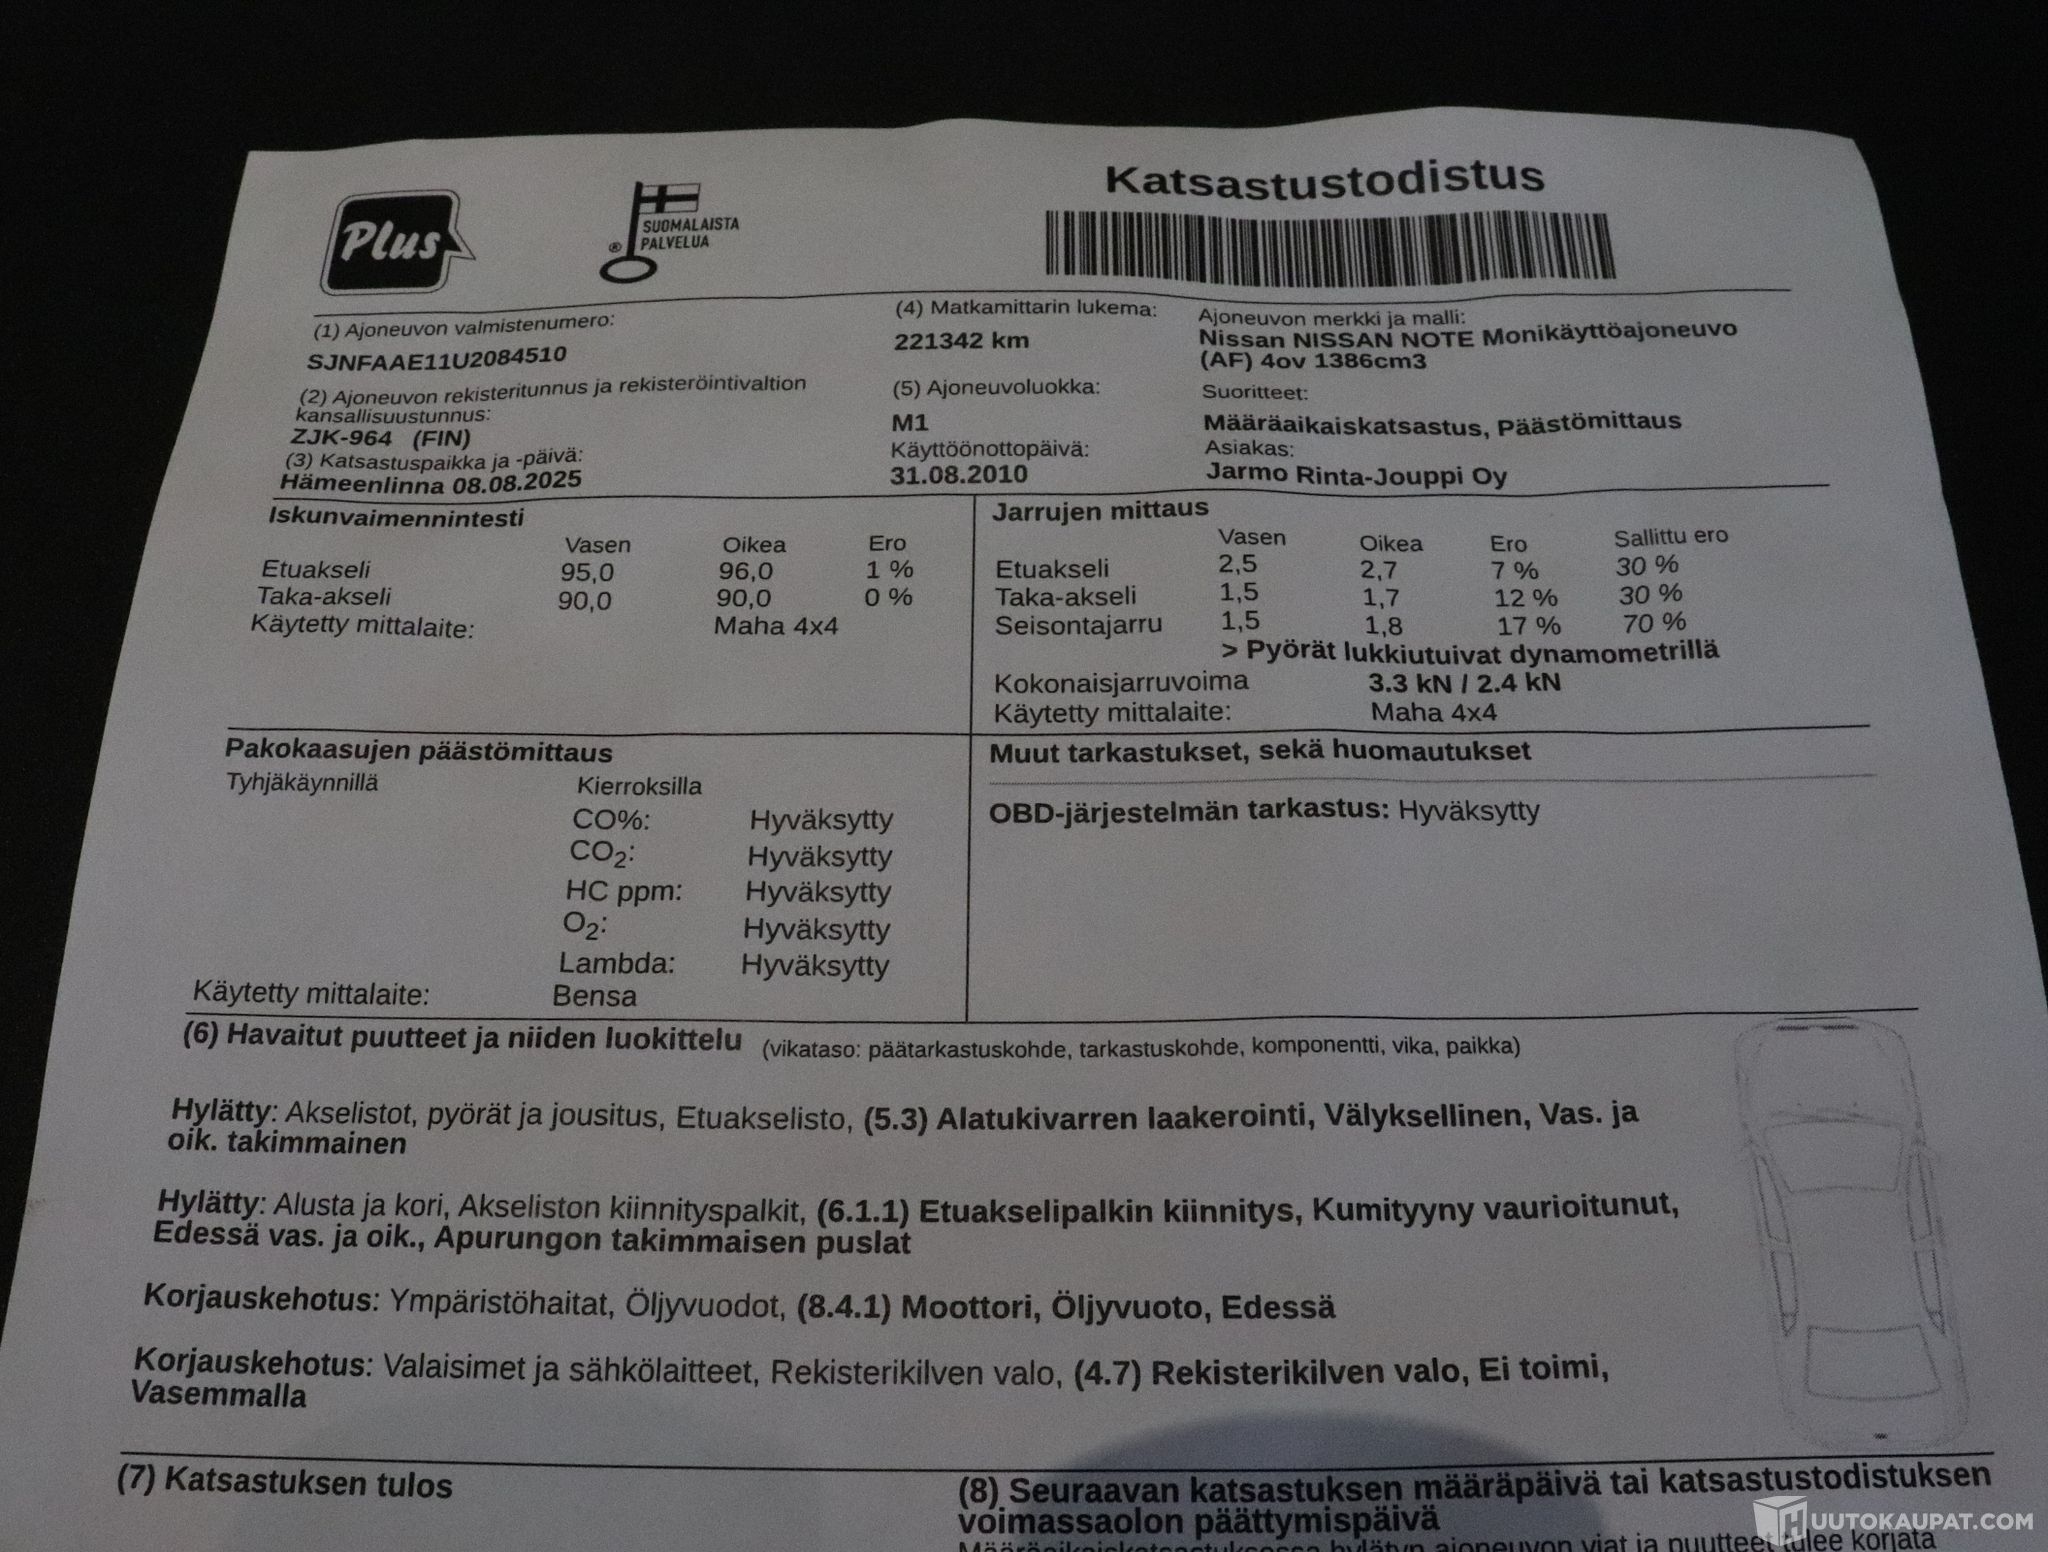 Plus
SUOMALAISTA
® PALVELUA
Katsastustodistus
(1) Ajoneuvon valmistenumero:
SJNFAAE11U2084510
(2) Ajoneuvon rekisteritunnus ja rekisteröintivaltion
kansallisuustunnus:
ZJK-964 (FIN)
(3) Katsastuspaikka ja -päivä:
Hämeenlinna 08.08.2025
(4) Matkamittarin lukema:
221342 km
(5) Ajoneuvoluokka:
M1
Käyttöönottopäivä:
31.08.2010
Ajoneuvon merkki ja malli:
Nissan NISSAN NOTE Monikäyttöajoneuvo
(AF) 4ov 1386cm3
Suoritteet:
Määräaikaiskatsastus, Päästömittaus
Asiakas:
Jarmo Rinta-Jouppi Oy
Iskunvaimennintesti
Vasen Oikea Ero
Etuakseli 95,0 96,0 1 %
Taka-akseli 90,0 90,0 0 %
Käytetty mittalaite: Maha 4x4
Jarrujen mittaus
Vasen Oikea Ero Sallittu ero
Etuakseli 2,5 2,7 7 % 30 %
Taka-akseli 1,5 1,7 12 % 30 %
Seisontajarru 1,5 1,8 17 % 70 %
> Pyörät lukkiutuivat dynamometrillä
Kokonaisjarruvoima 3.3 kN / 2.4 kN
Käytetty mittalaite: Maha 4x4
Pakokaasujen päästömittaus
Tyhjäkäynnillä Kierroksilla
CO%: Hyväksytty
CO2: Hyväksytty
HC ppm: Hyväksytty
O2: Hyväksytty
Lambda: Hyväksytty
Käytetty mittalaite: Bensa
Muut tarkastukset, sekä huomautukset
OBD-järjestelmän tarkastus: Hyväksytty
(6) Havaitut puutteet ja niiden luokittelu (vikataso: päätarkastuskohde, tarkastuskohde, komponentti, vika, paikka)
Hylätty: Akselistot, pyörät ja jousitus, Etuakselisto, (5.3) Alatukivarren laakerointi, Välyksellinen, Vas. ja
oik. takimmainen
Hylätty: Alusta ja kori, Akseliston kiinnityspalkit, (6.1.1) Etuakselipalkin kiinnitys, Kumityyny vaurioitunut,
Edessä vas. ja oik., Apurungon takimmaisen puslat
Korjauskehotus: Ympäristöhaitat, Öljyvuodot, (8.4.1) Moottori, Öljyvuoto, Edessä
Korjauskehotus: Valaisimet ja sähkölaitteet, Rekisterikilven valo, (4.7) Rekisterikilven valo, Ei toimi,
Vasemmalla
(7) Katsastuksen tulos
(8) Seuraavan katsastuksen määräpäivä tai katsastustodistuksen
voimassaolon päättymispäivä
Määräaikaiskatsastuksessa hylätyn ajoneuvon viat ja puutteet tulee korjata
HUUTOKAUPAT.COM